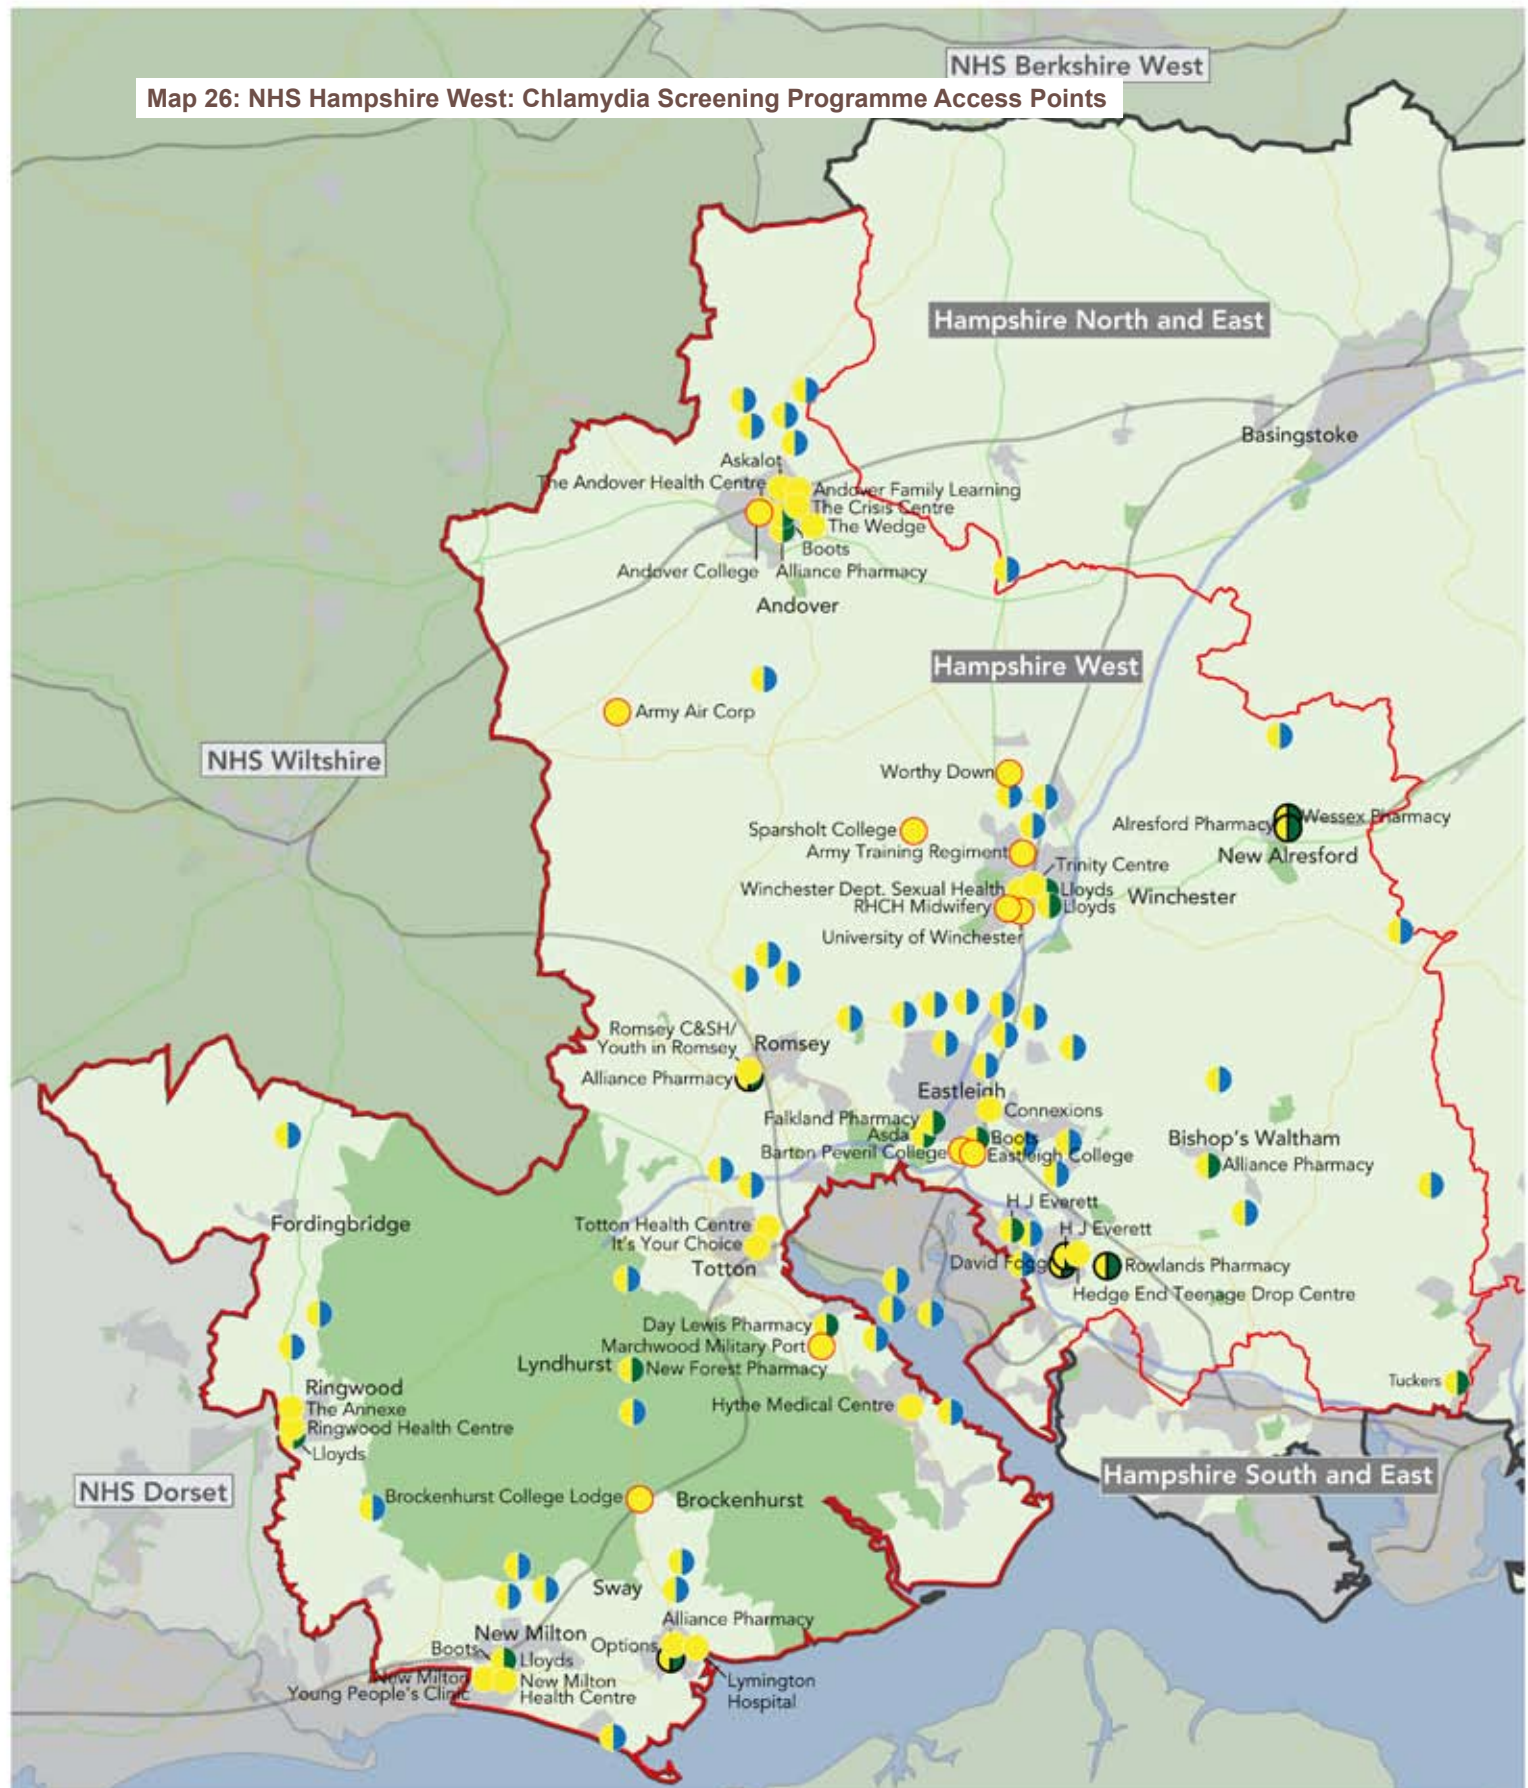 NHS Berkshire West
Map 26: NHS Hampshire West: Chlamydia Screening Programme Access Points
Hampshire North and East
Basingstoke
Askalot
The Andover Health Centre
Andover Family Learning
The Crisis Centre
The Wedge
Boots
Andover College
Alliance Pharmacy
Andover
Hampshire West
Army Air Corp
NHS Wiltshire
Worthy Down
Sparsholt College
Alresford Pharmacy
Wessex Pharmacy
Army Training Regiment
New Alresford
Trinity Centre
Winchester Dept. Sexual Health
Lloyds
Winchester
RHCH Midwifery
Lloyds
University of Winchester
Romsey C&SH/
Youth in Romsey
Romsey
Alliance Pharmacy
Eastleigh
Connexions
Falkland Pharmacy
Asda
Boots
Bishop's Waltham
Barton Peveril College
Eastleigh College
Alliance Pharmacy
H J Everett
Fordingbridge
Totton Health Centre
H J Everett
It's Your Choice
Totton
David Fogg
Rowlands Pharmacy
Hedge End Teenage Drop Centre
Day Lewis Pharmacy
Marchwood Military Port
Lyndhurst
New Forest Pharmacy
Tuckers
Ringwood
The Annexe
Hythe Medical Centre
Ringwood Health Centre
Lloyds
Hampshire South and East
NHS Dorset
Brockenhurst College Lodge
Brockenhurst
Sway
Alliance Pharmacy
New Milton
Options
Boots
Lloyds
New Milton
Young People's Clinic
New Milton
Health Centre
Lymington
Hospital